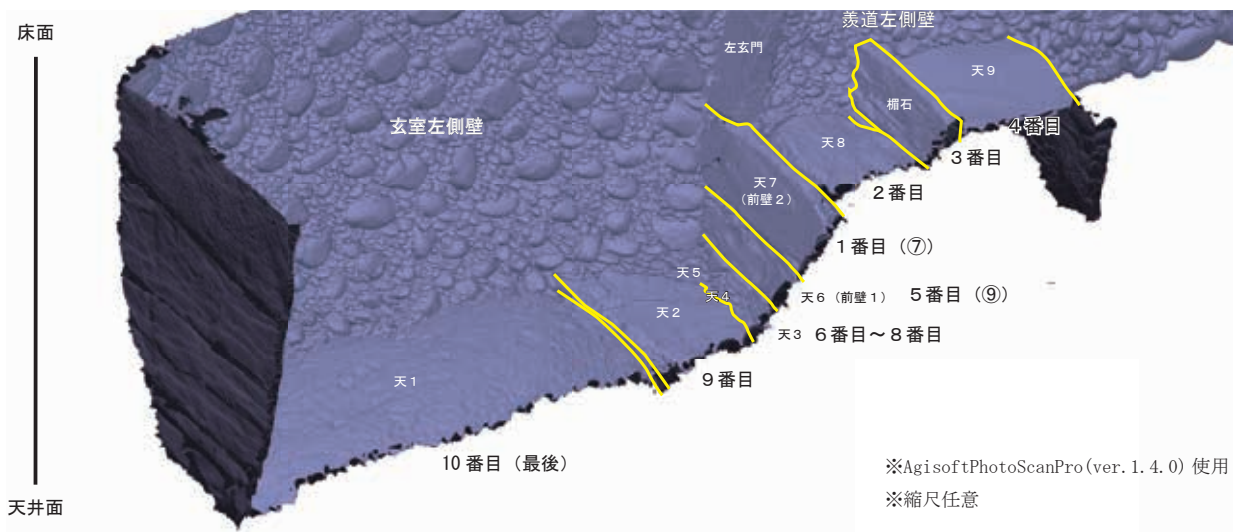 床面
羨道左側壁
左玄門
天9
棚石
玄室左側壁
4番目
天8
3番目
天7
(前壁2)
2番目
1番目(⑦)
天5
天4
天6(前壁1) 5番目(⑨)
天2
天3 6番目～8番目
天1
9番目
10番目(最後)
※AgisoftPhotoScanPro(ver.1.4.0)使用
※縮尺任意
天井面